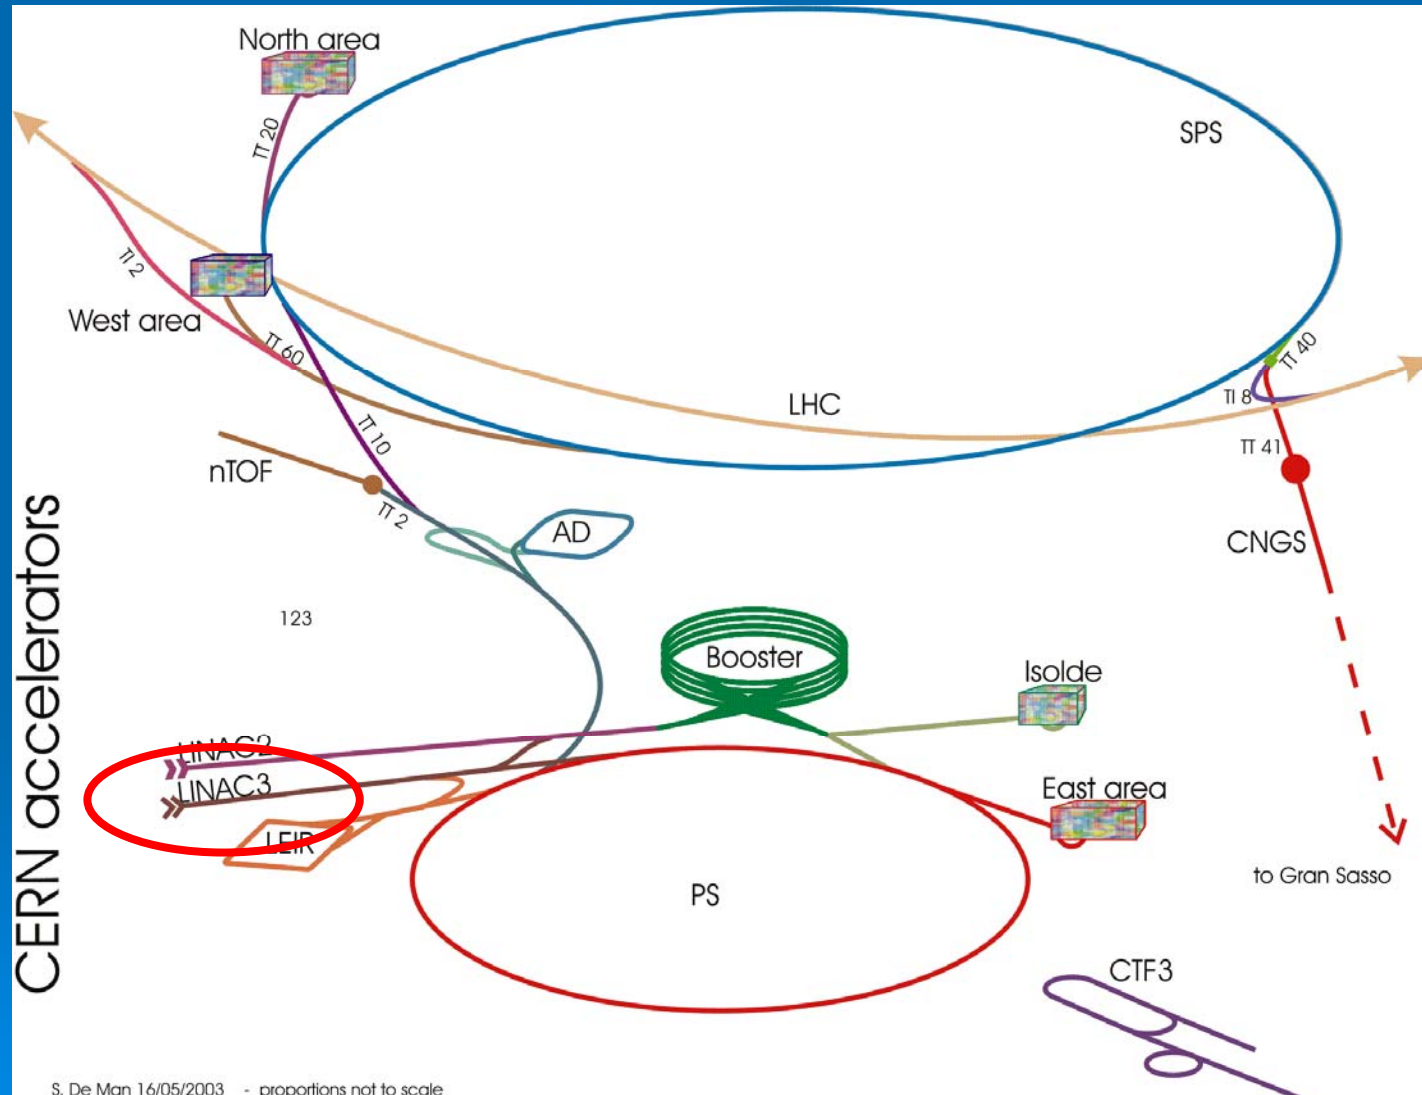 North area
SPS
TT 20
TI 2
West area
TT 60
TT 40
TI 8
LHC
TT 10
TT 41
nTOF
TT 2
AD
CNGS
CERN accelerators
123
Booster
Isolde
LINAC2
LINAC3
East area
LEIR
to Gran Sasso
PS
CTF3
S. De Man 16/05/2003 - proportions not to scale